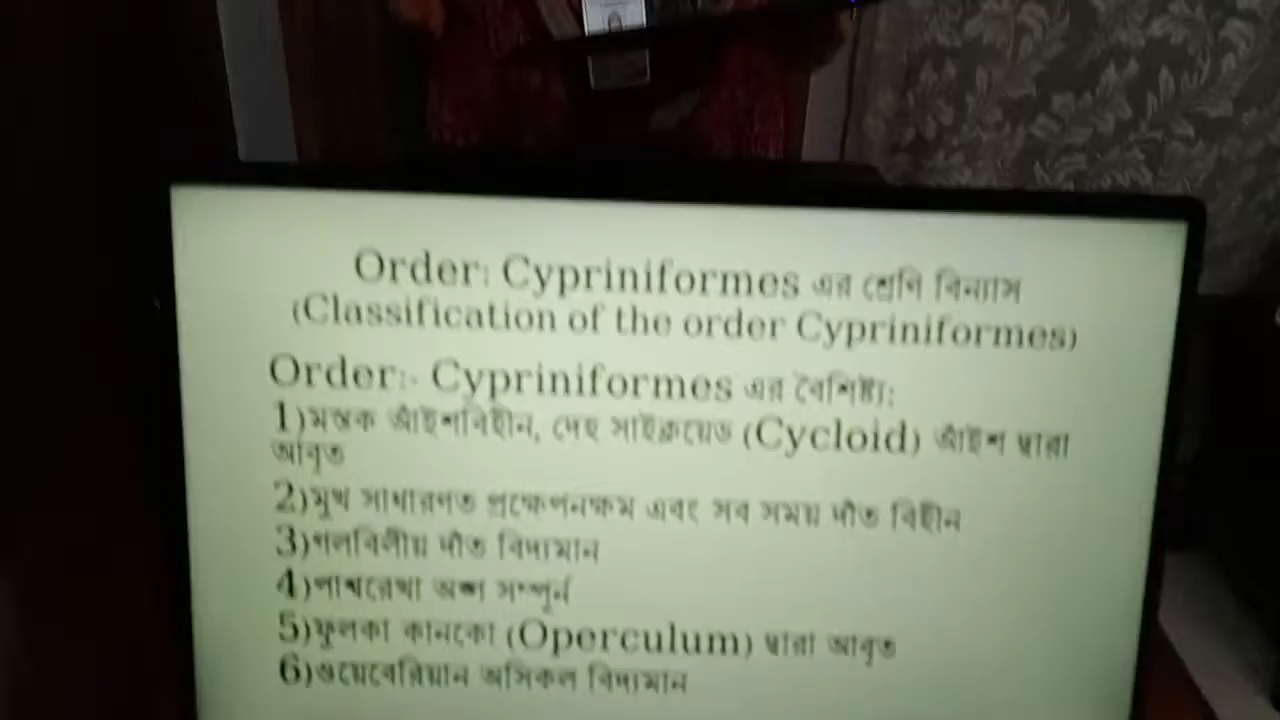 Order: Cypriniformes এর শ্রেণি বিন্যাস
(Classification of the order Cypriniformes)
Order:- Cypriniformes এর বৈশিষ্ট্য:
1)মস্তক আঁইশবিহীন, দেহ সাইক্লয়েড (Cycloid) আঁইশ দ্বারা
আবৃত
2)মুখ সাধারণত প্রক্ষেপনক্ষম এবং সব সময় দাঁত বিহীন
3)গলবিলীয় দাঁত বিদ্যমান
4)পার্শ্বরেখা অঙ্গ সম্পূর্ন
5)ফুলকা কানকো (Operculum) দ্বারা আবৃত
6)ওয়েবেরিয়ান অসিকল বিদ্যমান